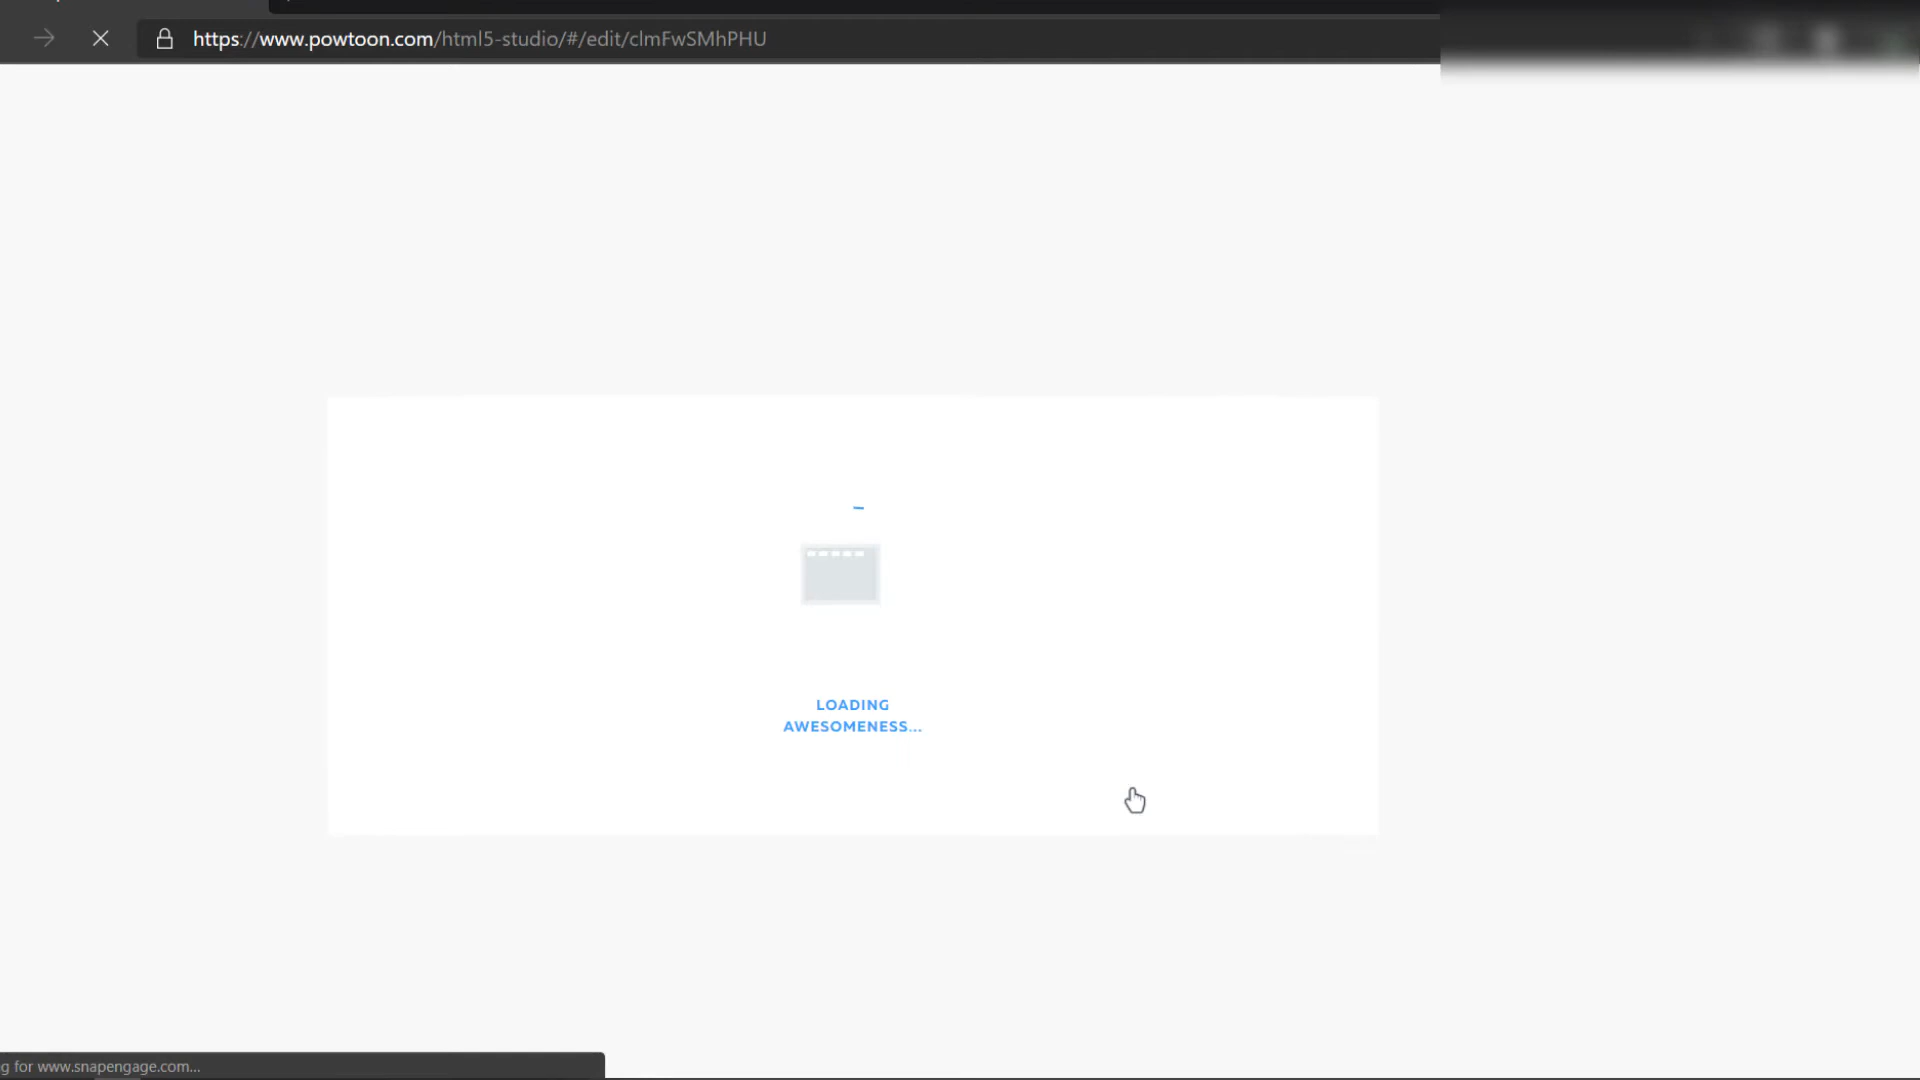 https://www.powtoon.com/html5-studio/#/edit/clmFwSMhPHU
LOADING
AWESOMENESS...
g for www.snapengage.com...